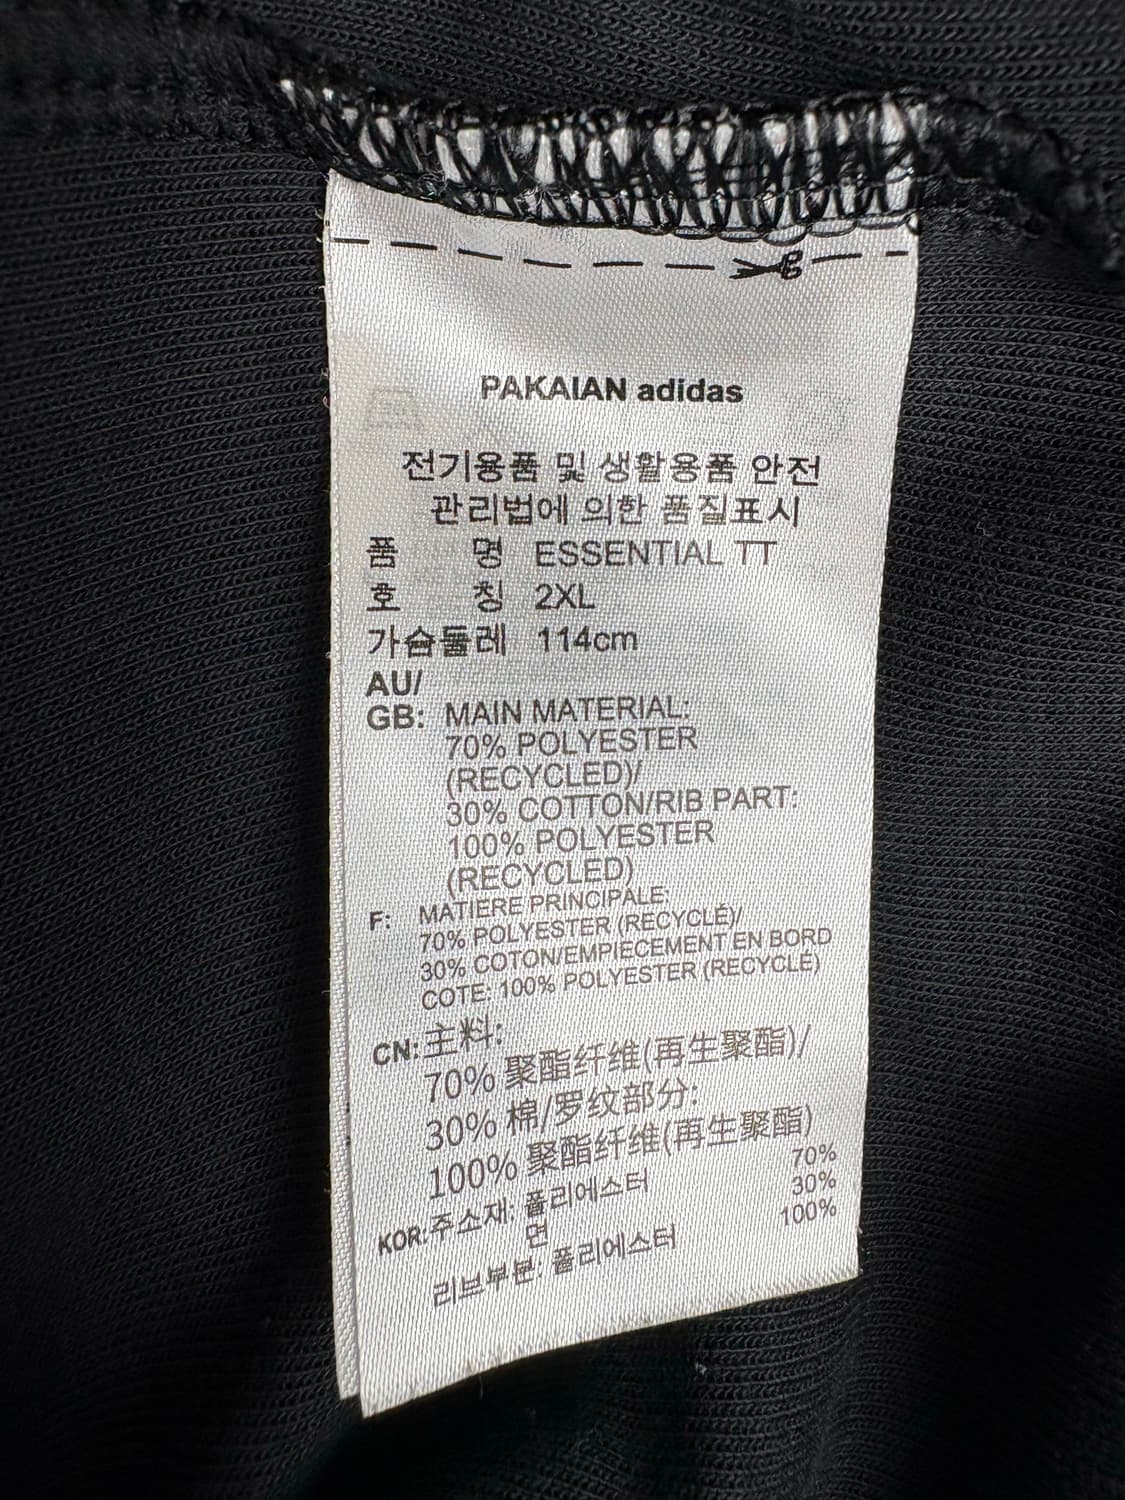 PAKAIAN adidas
전기용품 및 생활용품 안전
관리법에 의한 품질표시
품 명 ESSENTIAL TT
호 칭 2XL
가슴둘레 114cm
AU/
GB: MAIN MATERIAL:
70% POLYESTER
(RECYCLED)/
30% COTTON/RIB PART:
100% POLYESTER
(RECYCLED)
F: MATIERE PRINCIPALE:
70% POLYESTER (RECYCLÉ)/
30% COTON/EMPIECEMENT EN BORD
COTE: 100% POLYESTER (RECYCLÉ)
CN: 主料:
70% 聚酯纤维(再生聚酯)/
30% 棉/罗纹部分:
100% 聚酯纤维(再生聚酯)
KOR: 주소재: 폴리에스터 70%
면 30%
리브부분: 폴리에스터 100%